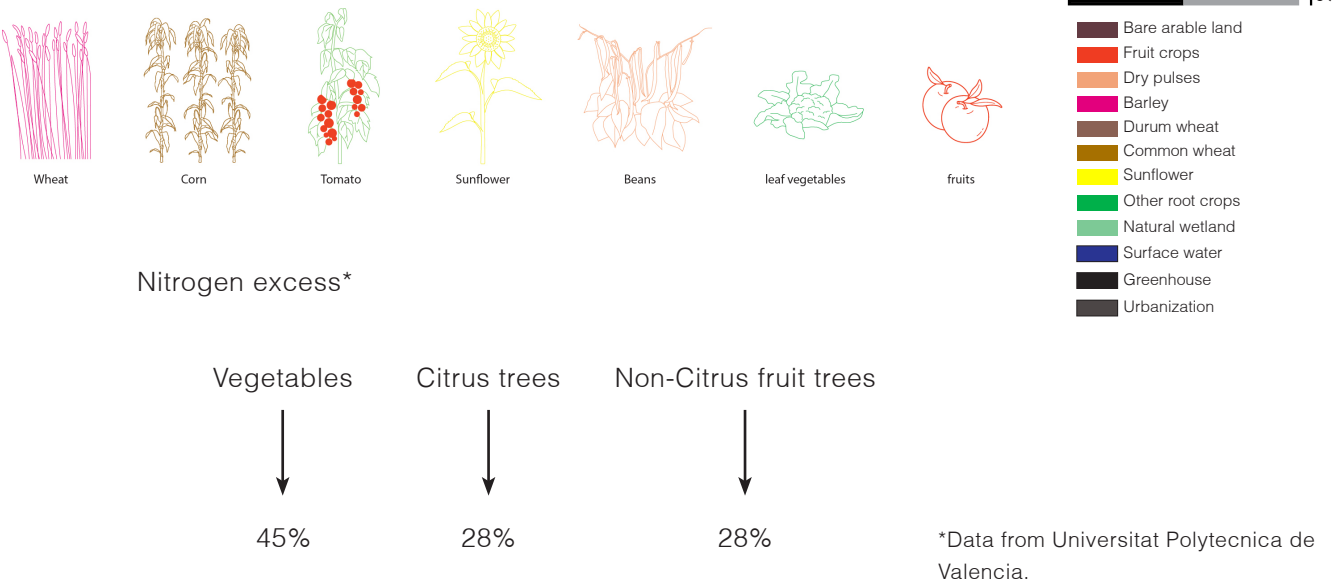 Wheat
Corn
Tomato
Sunflower
Beans
leaf vegetables
fruits
Bare arable land
Fruit crops
Dry pulses
Barley
Durum wheat
Common wheat
Sunflower
Other root crops
Natural wetland
Surface water
Greenhouse
Urbanization
Nitrogen excess*
Vegetables
Citrus trees
Non-Citrus fruit trees
45%
28%
28%
*Data from Universitat Polytecnica de
Valencia.